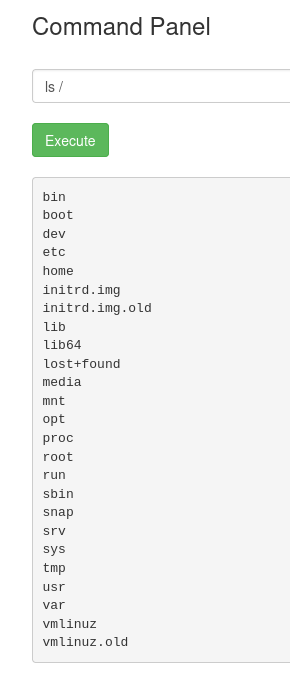 Command Panel
ls /
Execute
bin
boot
dev
etc
home
initrd.img
initrd.img.old
lib
lib64
lost+found
media
mnt
opt
proc
root
run
sbin
snap
srv
sys
tmp
usr
var
vmlinuz
vmlinuz.old